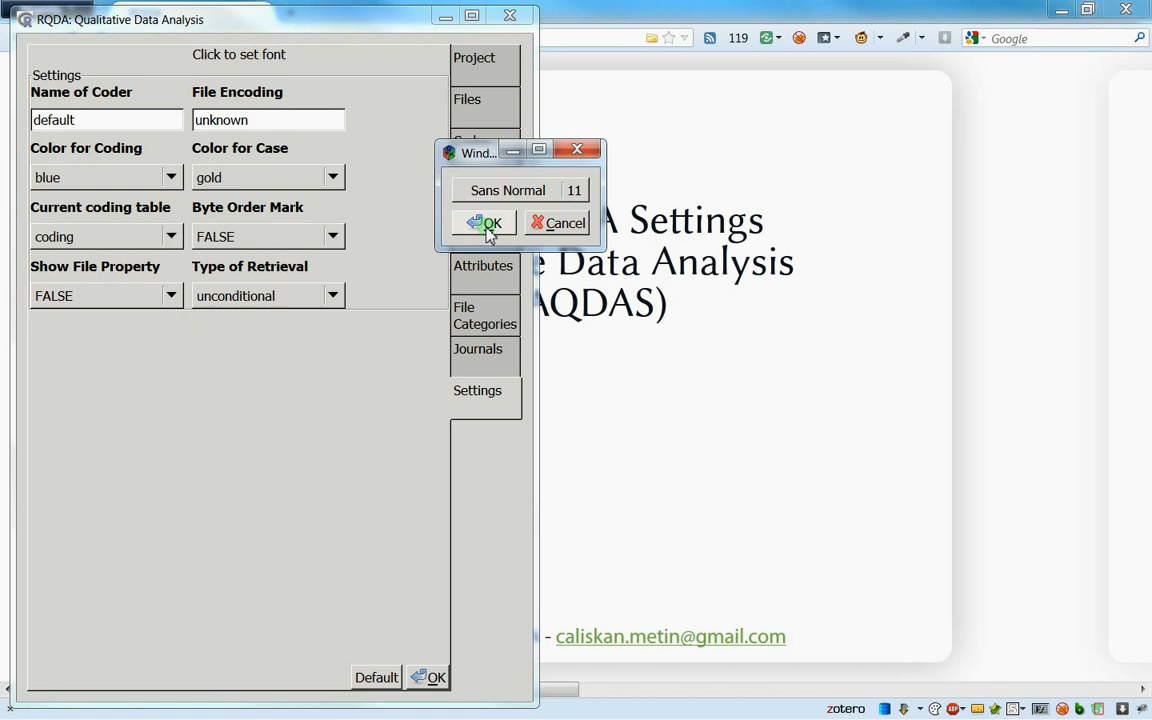 RQDA: Qualitative Data Analysis
119
Google
Click to set font
Project
Settings
Name of Coder
File Encoding
Files
default
unknown
Color for Coding
Color for Case
Wind...
blue
gold
Sans Normal
11
Current coding table
Byte Order Mark
OK
Cancel
A Settings
coding
FALSE
e Data Analysis
Show File Property
Type of Retrieval
Attributes
FALSE
unconditional
AQDAS)
File
Categories
Journals
Settings
- caliskan.metin@gmail.com
Default
OK
zotero